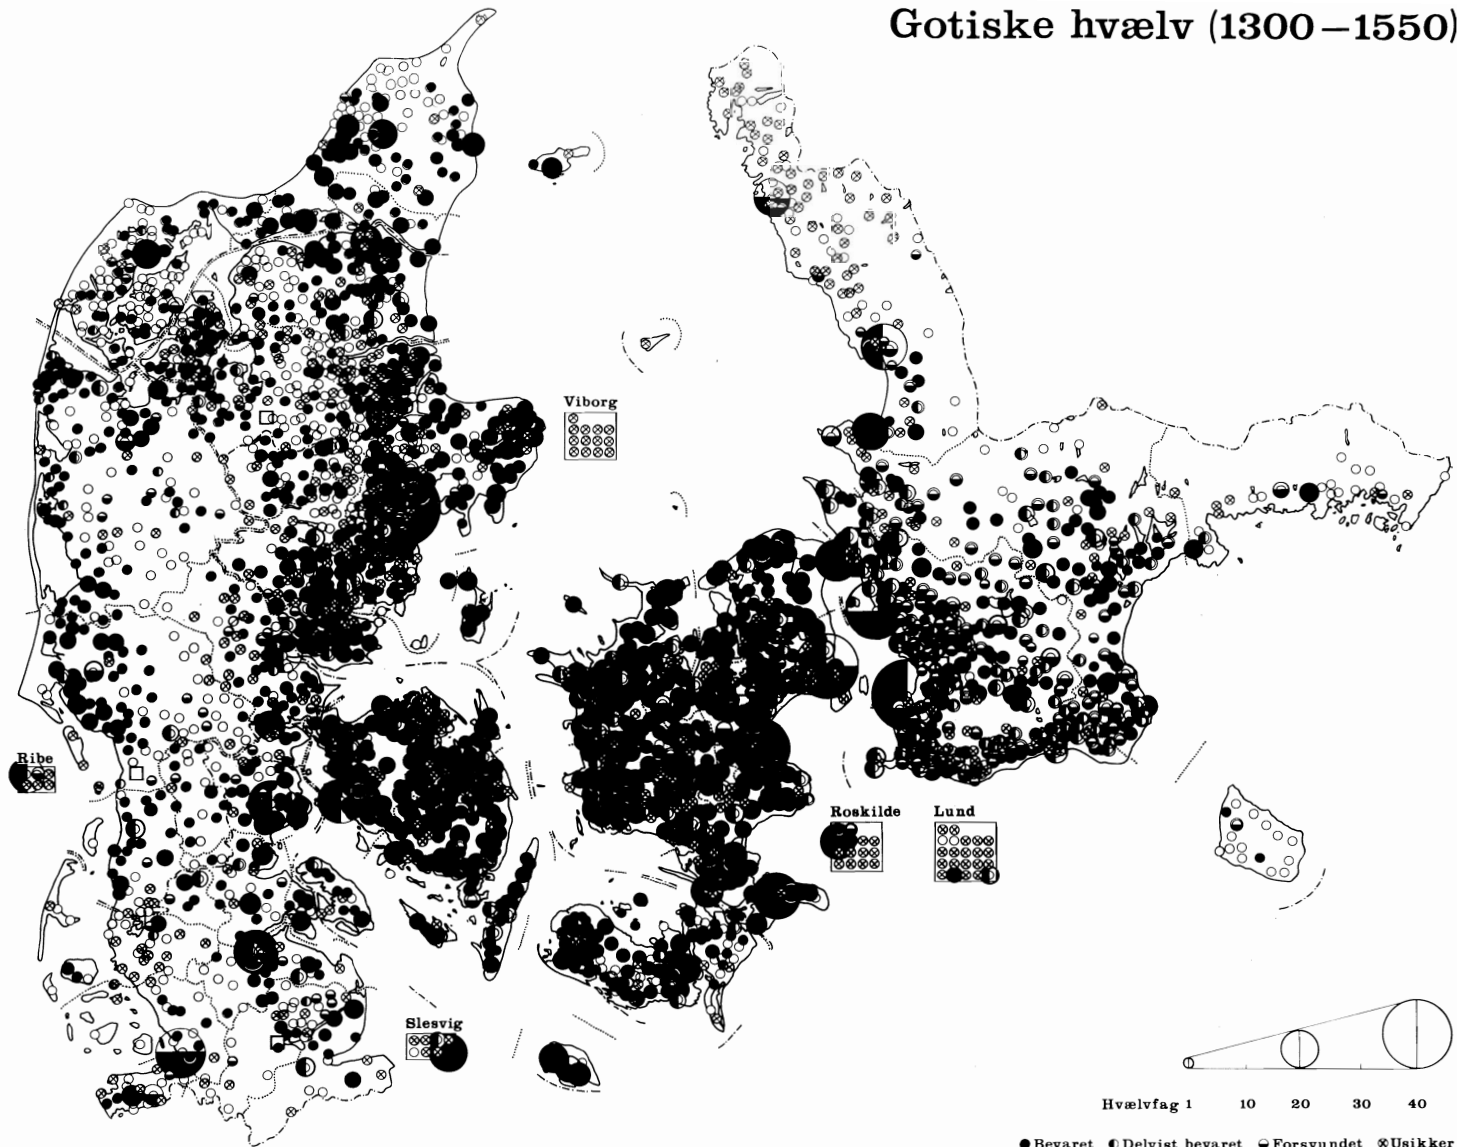 Gotiske hvælv (1300–1550)
Viborg
Ribe
Roskilde
Lund
Slesvig
Hvælvfag 1 10 20 30 40
Bevaret Delvist bevaret Forsvundet Usikker